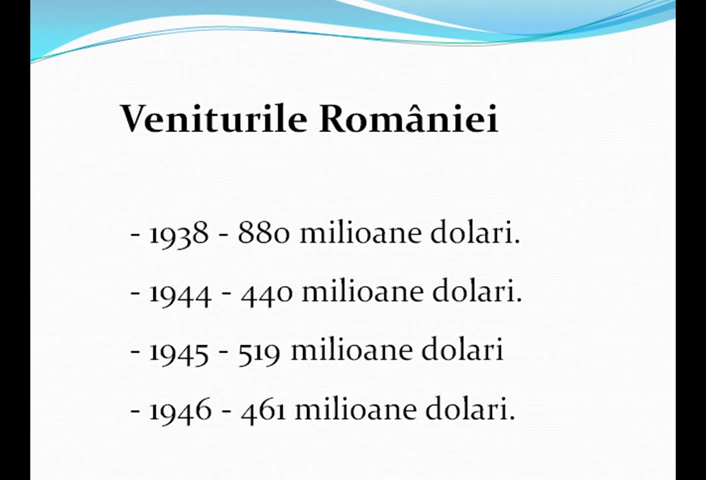 Veniturile României
- 1938 - 880 milioane dolari.
- 1944 - 440 milioane dolari.
- 1945 - 519 milioane dolari
- 1946 - 461 milioane dolari.